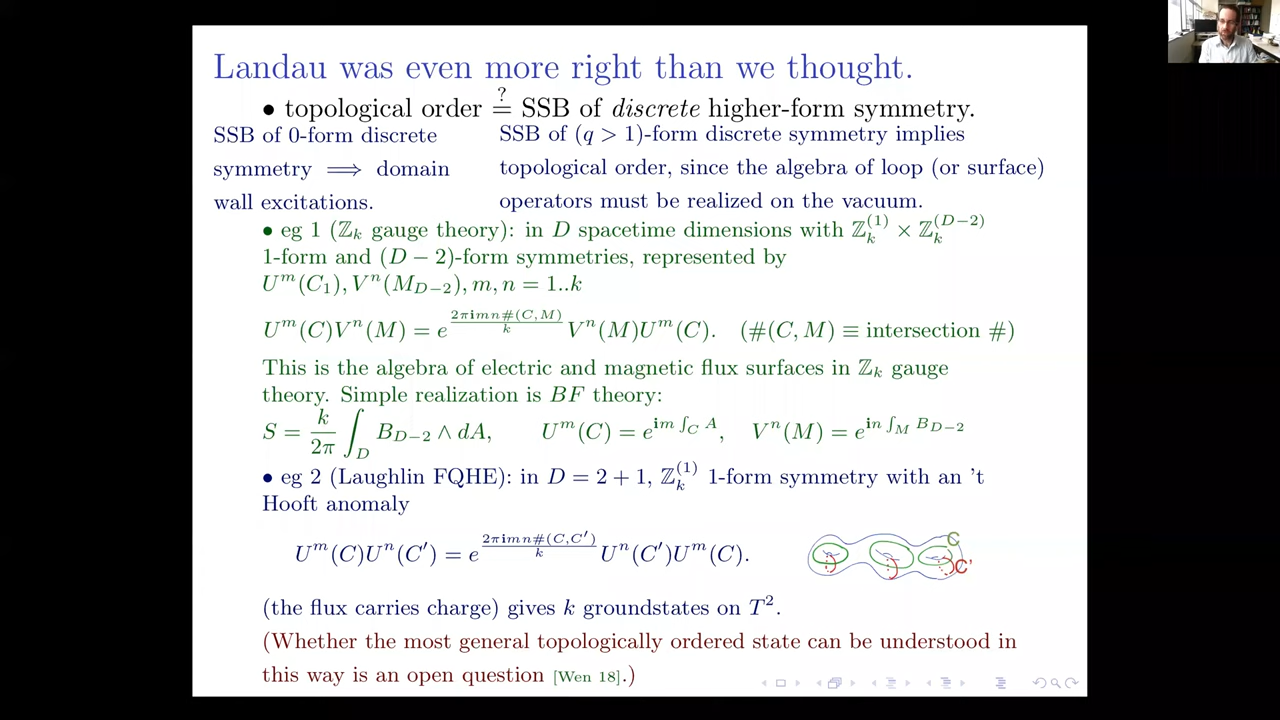 Landau was even more right than we thought.
• topological order ≟ SSB of discrete higher-form symmetry.
SSB of 0-form discrete
symmetry ⟹ domain
wall excitations.
SSB of (q > 1)-form discrete symmetry implies
topological order, since the algebra of loop (or surface)
operators must be realized on the vacuum.
• eg 1 (ℤₖ gauge theory): in D spacetime dimensions with ℤₖ^(1) × ℤₖ^(D−2)
1-form and (D − 2)-form symmetries, represented by
U^m(C₁), V^n(M_{D−2}), m, n = 1..k
U^m(C)V^n(M) = e^{2πimn#(C,M)/k} V^n(M)U^m(C). (#(C, M) ≡ intersection #)
This is the algebra of electric and magnetic flux surfaces in ℤₖ gauge
theory. Simple realization is BF theory:
S = k/2π ∫_D B_{D−2} ∧ dA, U^m(C) = e^{im ∫_C A}, V^n(M) = e^{in ∫_M B_{D−2}}
• eg 2 (Laughlin FQHE): in D = 2 + 1, ℤₖ^(1) 1-form symmetry with an 't
Hooft anomaly
U^m(C)U^n(C′) = e^{2πimn#(C,C′)/k} U^n(C′)U^m(C).
C
C'
(the flux carries charge) gives k groundstates on T².
(Whether the most general topologically ordered state can be understood in
this way is an open question [Wen 18].)